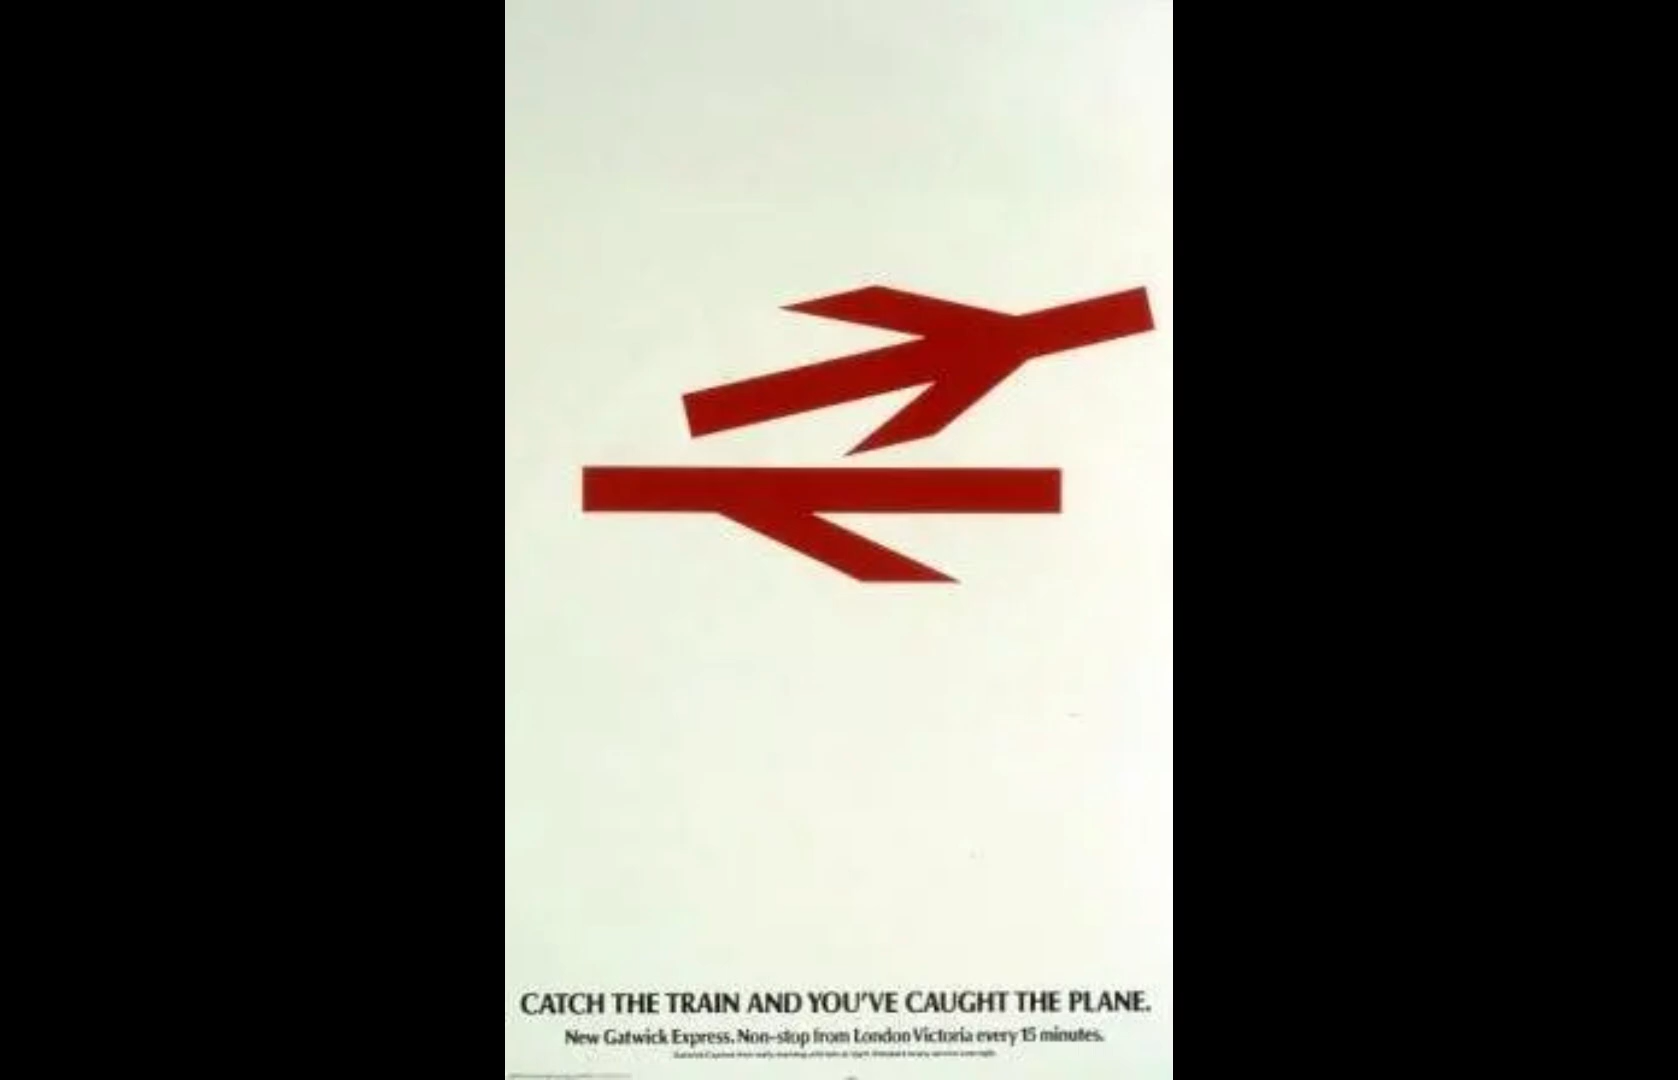 CATCH THE TRAIN AND YOU'VE CAUGHT THE PLANE.
New Gatwick Express. Non-stop from London Victoria every 15 minutes.